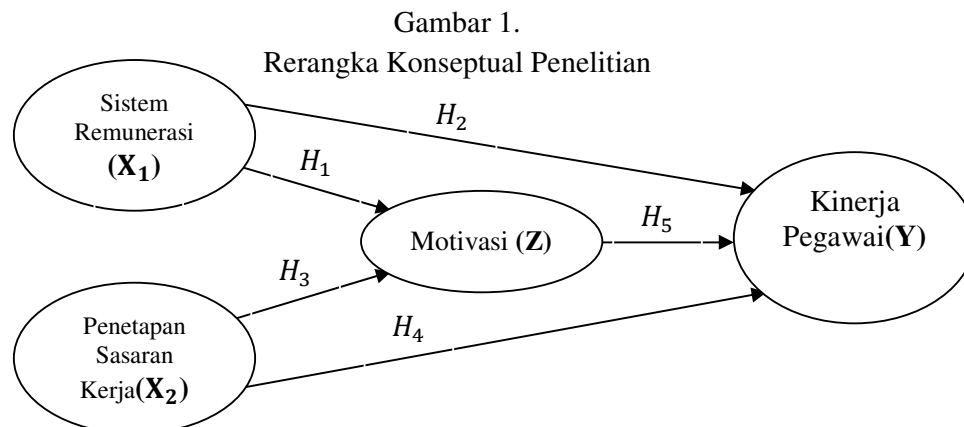 Gambar 1.
Rerangka Konseptual Penelitian
Sistem
Remunerasi
(X₁)
H₂
H₁
Motivasi (Z)
H₅
Kinerja
Pegawai(Y)
H₃
Penetapan
Sasaran
Kerja(X₂)
H₄